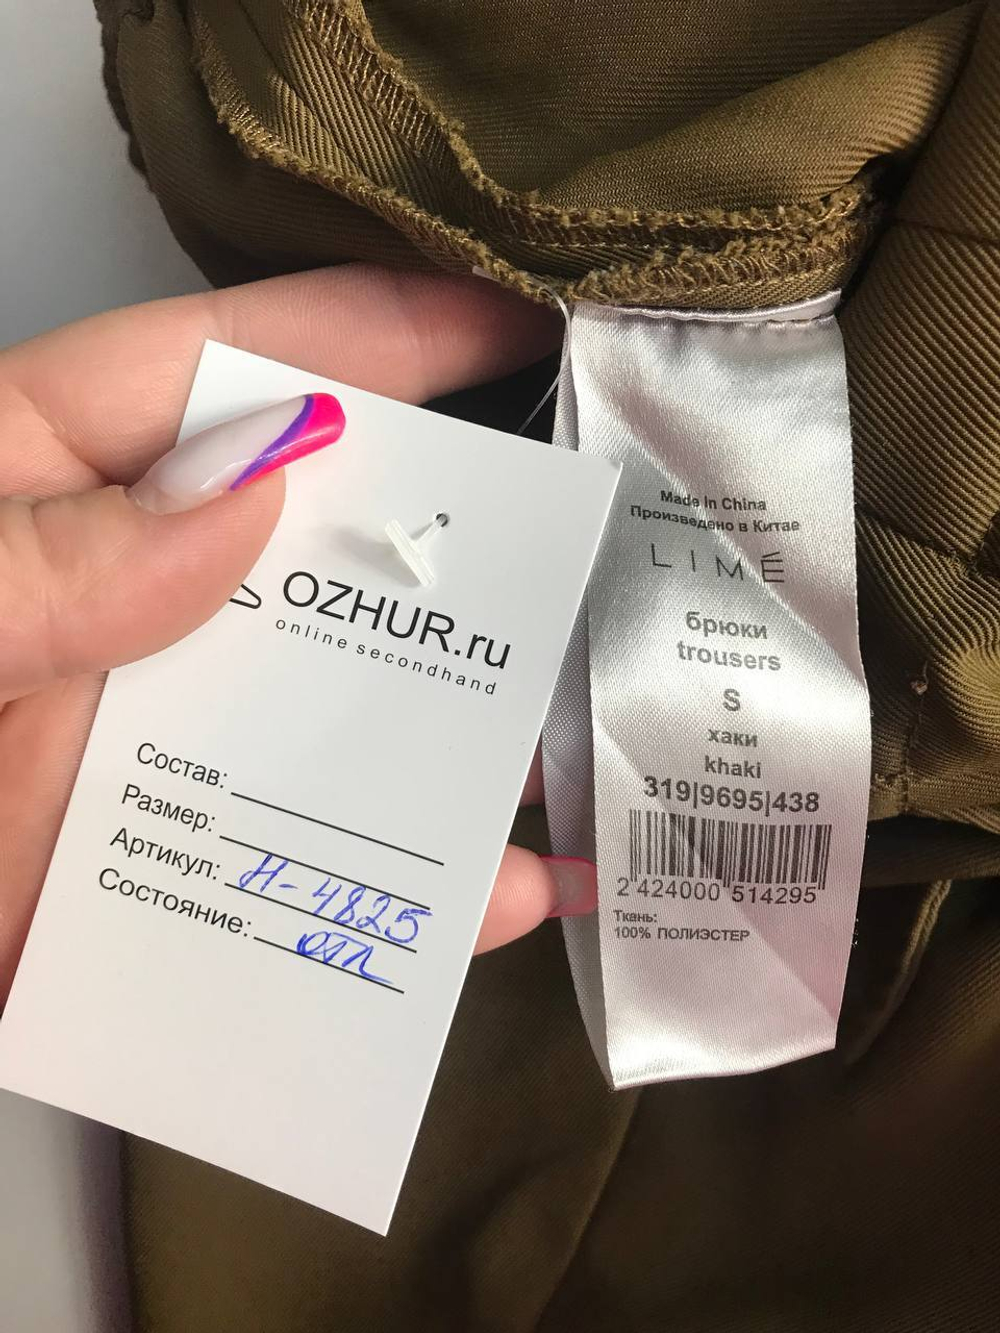 OZHUR.ru
online secondhand
Состав:
Размер:
Артикул: Н-4825
Состояние: отл
Made in China
Произведено в Китае
LIMÉ
брюки
trousers
S
хаки
khaki
319|9695|438
2 424000 514295
Ткань:
100% ПОЛИЭСТЕР